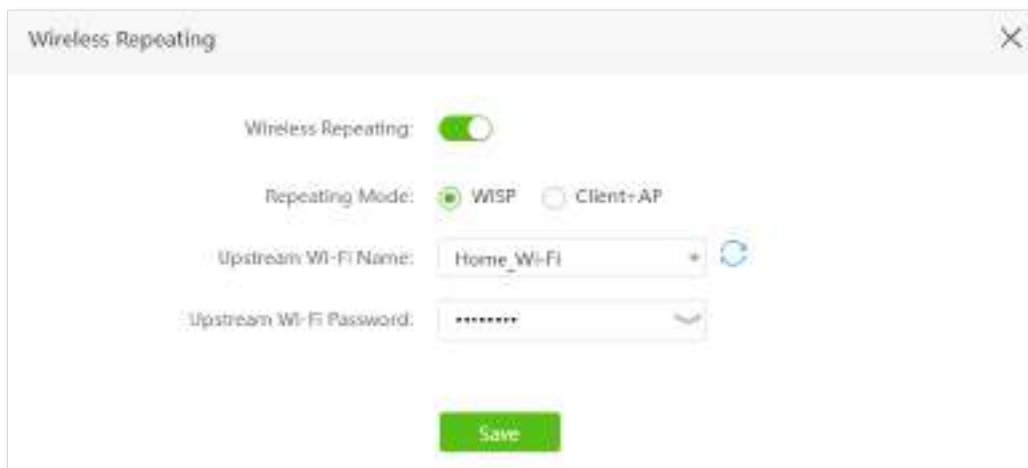 Wireless Repeating
Wireless Repeating:
Repeating Mode: WISP Client+AP
Upstream Wi-Fi Name: Home_Wi-Fi
Upstream Wi-Fi Password: ••••••••
Save